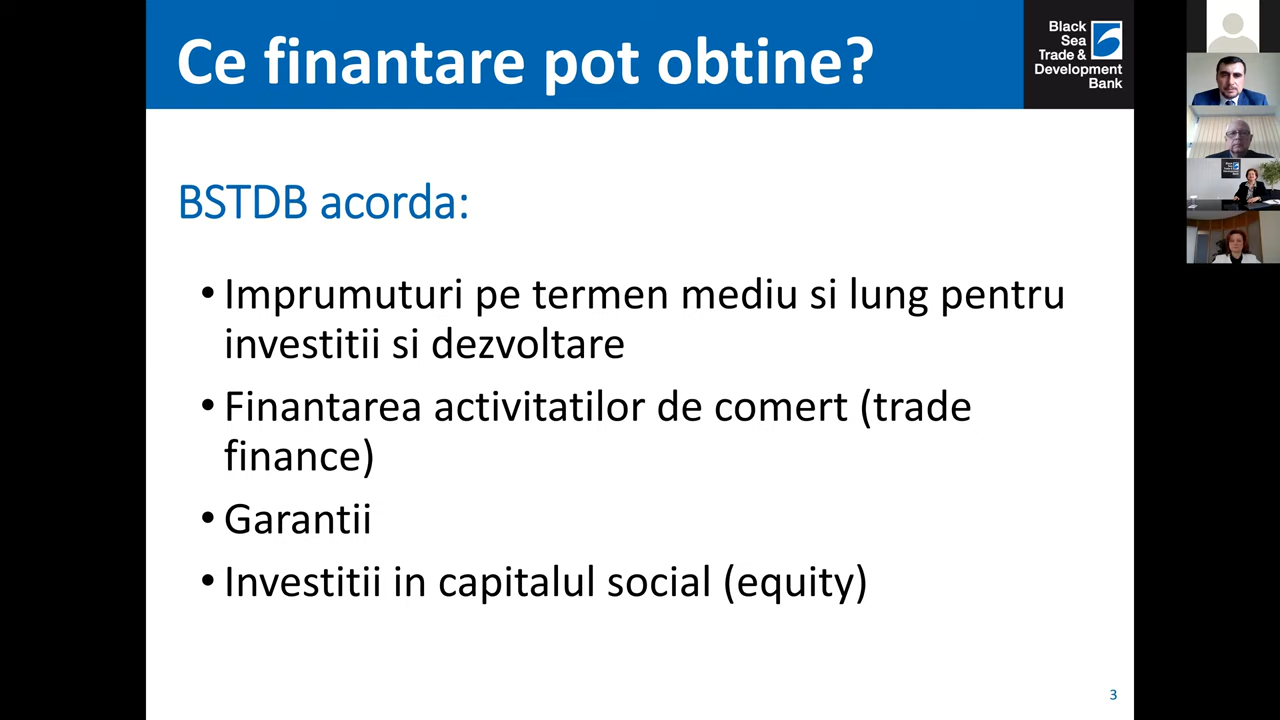 Ce finantare pot obtine?
Black
Sea
Trade &
Development
Bank
BSTDB acorda:
• Imprumuturi pe termen mediu si lung pentru
investitii si dezvoltare
• Finantarea activitatilor de comert (trade
finance)
• Garantii
• Investitii in capitalul social (equity)
3